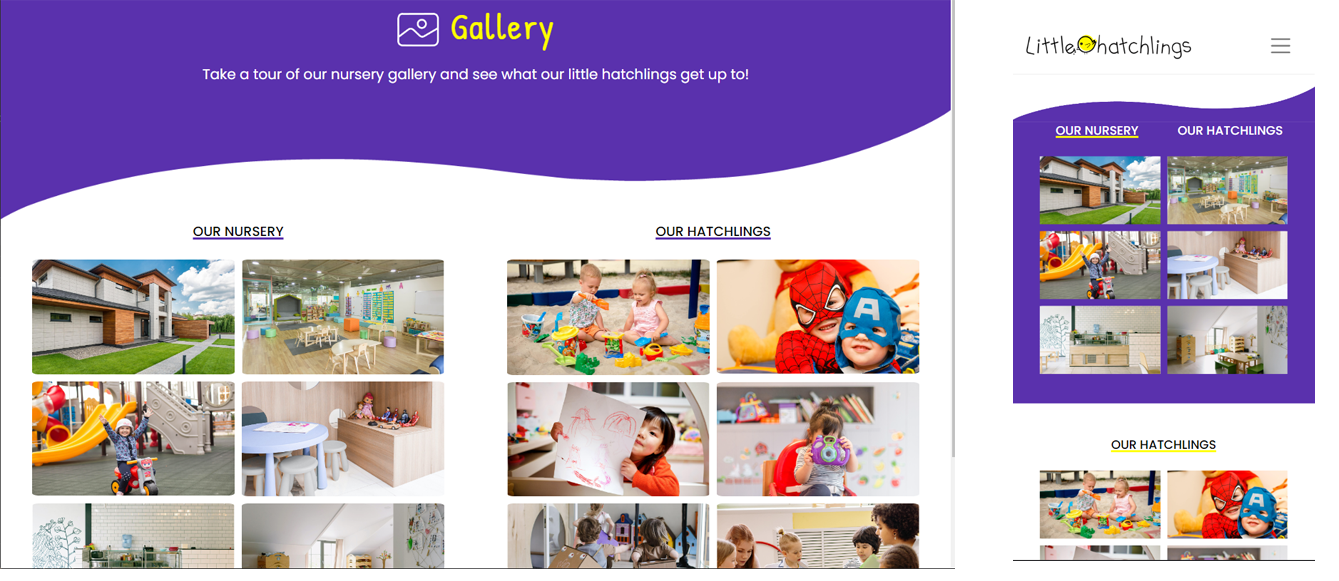 Gallery
Take a tour of our nursery gallery and see what our little hatchlings get up to!
OUR NURSERY
OUR HATCHLINGS
Little hatchlings
OUR NURSERY
OUR HATCHLINGS
OUR HATCHLINGS